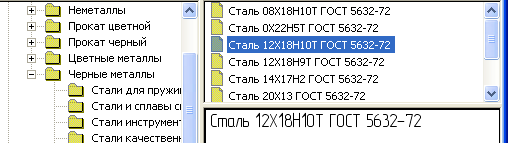 Неметаллы
Прокат цветной
Прокат черный
Цветные металлы
Черные металлы
Стали для пружи
Стали и сплавы с
Стали инструмент
Стали качествен
Сталь 08Х18Н10Т ГОСТ 5632-72
Сталь 0Х22Н5Т ГОСТ 5632-72
Сталь 12Х18Н10Т ГОСТ 5632-72
Сталь 12Х18Н9Т ГОСТ 5632-72
Сталь 14Х17Н2 ГОСТ 5632-72
Сталь 20Х13 ГОСТ 5632-72
Сталь 12Х18Н10Т ГОСТ 5632-72